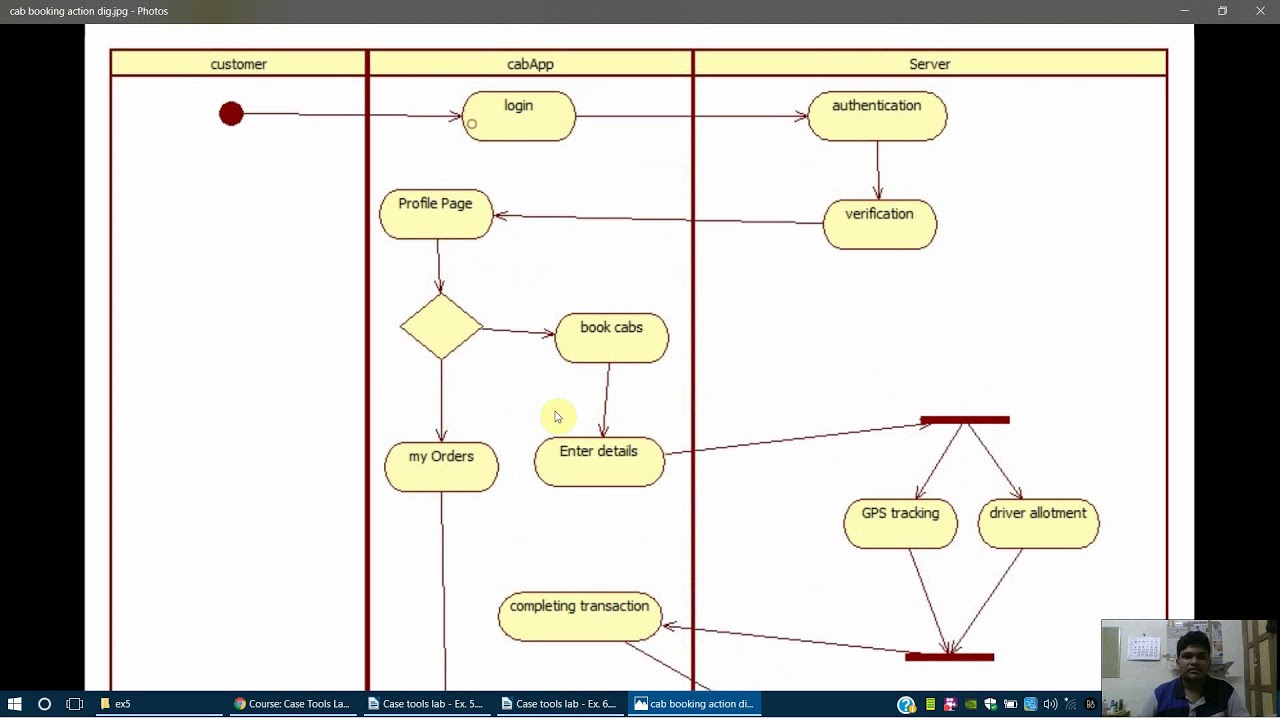 cab booking action dig.jpg - Photos
customer
cabApp
Server
login
authentication
Profile Page
verification
book cabs
my Orders
Enter details
GPS tracking
driver allotment
completing transaction
ex5
Course: Case Tools La...
Case tools lab - Ex. 5....
Case tools lab - Ex. 6....
cab booking action di...